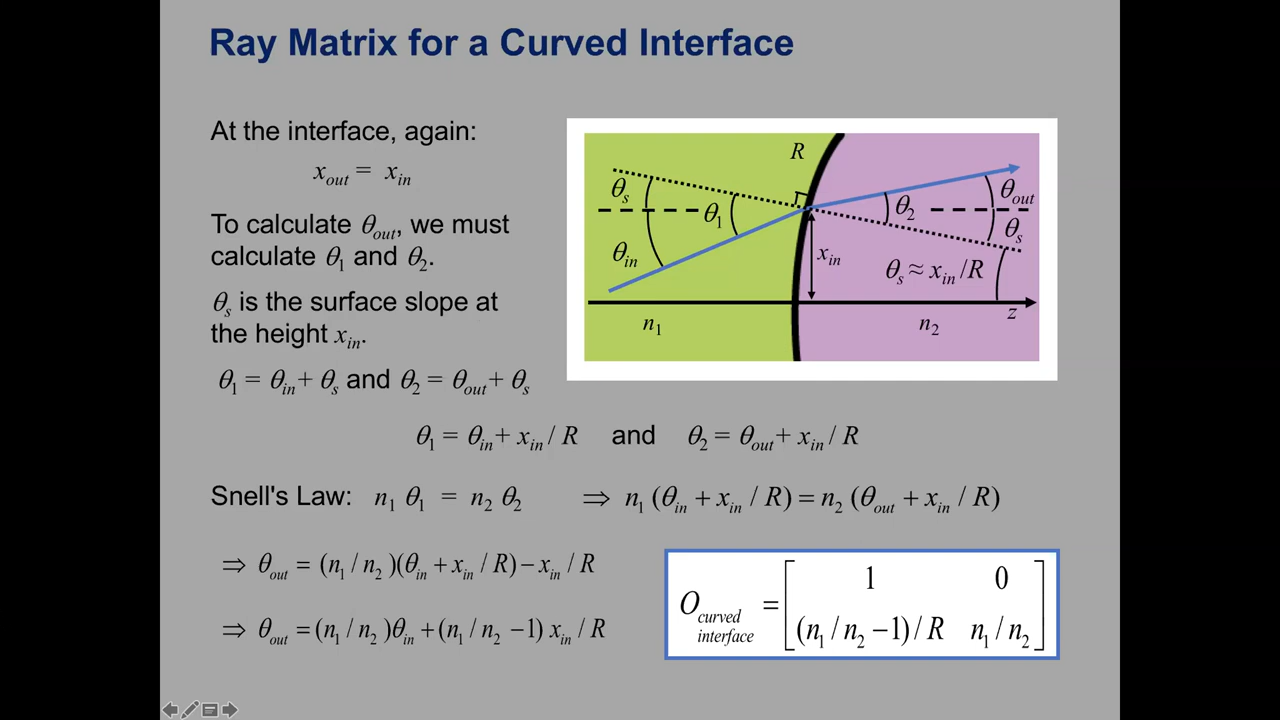 Ray Matrix for a Curved Interface
At the interface, again:
x_out = x_in
To calculate θ_out, we must
calculate θ_1 and θ_2.
θ_s is the surface slope at
the height x_in.
θ_1 = θ_in + θ_s and θ_2 = θ_out + θ_s
R
θ_s
θ_1
θ_in
θ_2
θ_out
θ_s
x_in
θ_s ≈ x_in / R
z
n_1
n_2
θ_1 = θ_in + x_in / R and θ_2 = θ_out + x_in / R
Snell's Law: n_1 θ_1 = n_2 θ_2 ⇒ n_1 (θ_in + x_in / R) = n_2 (θ_out + x_in / R)
⇒ θ_out = (n_1 / n_2)(θ_in + x_in / R) − x_in / R
⇒ θ_out = (n_1 / n_2)θ_in + (n_1 / n_2 − 1) x_in / R
O_curved interface = [ 1 0
(n_1 / n_2 − 1) / R n_1 / n_2 ]